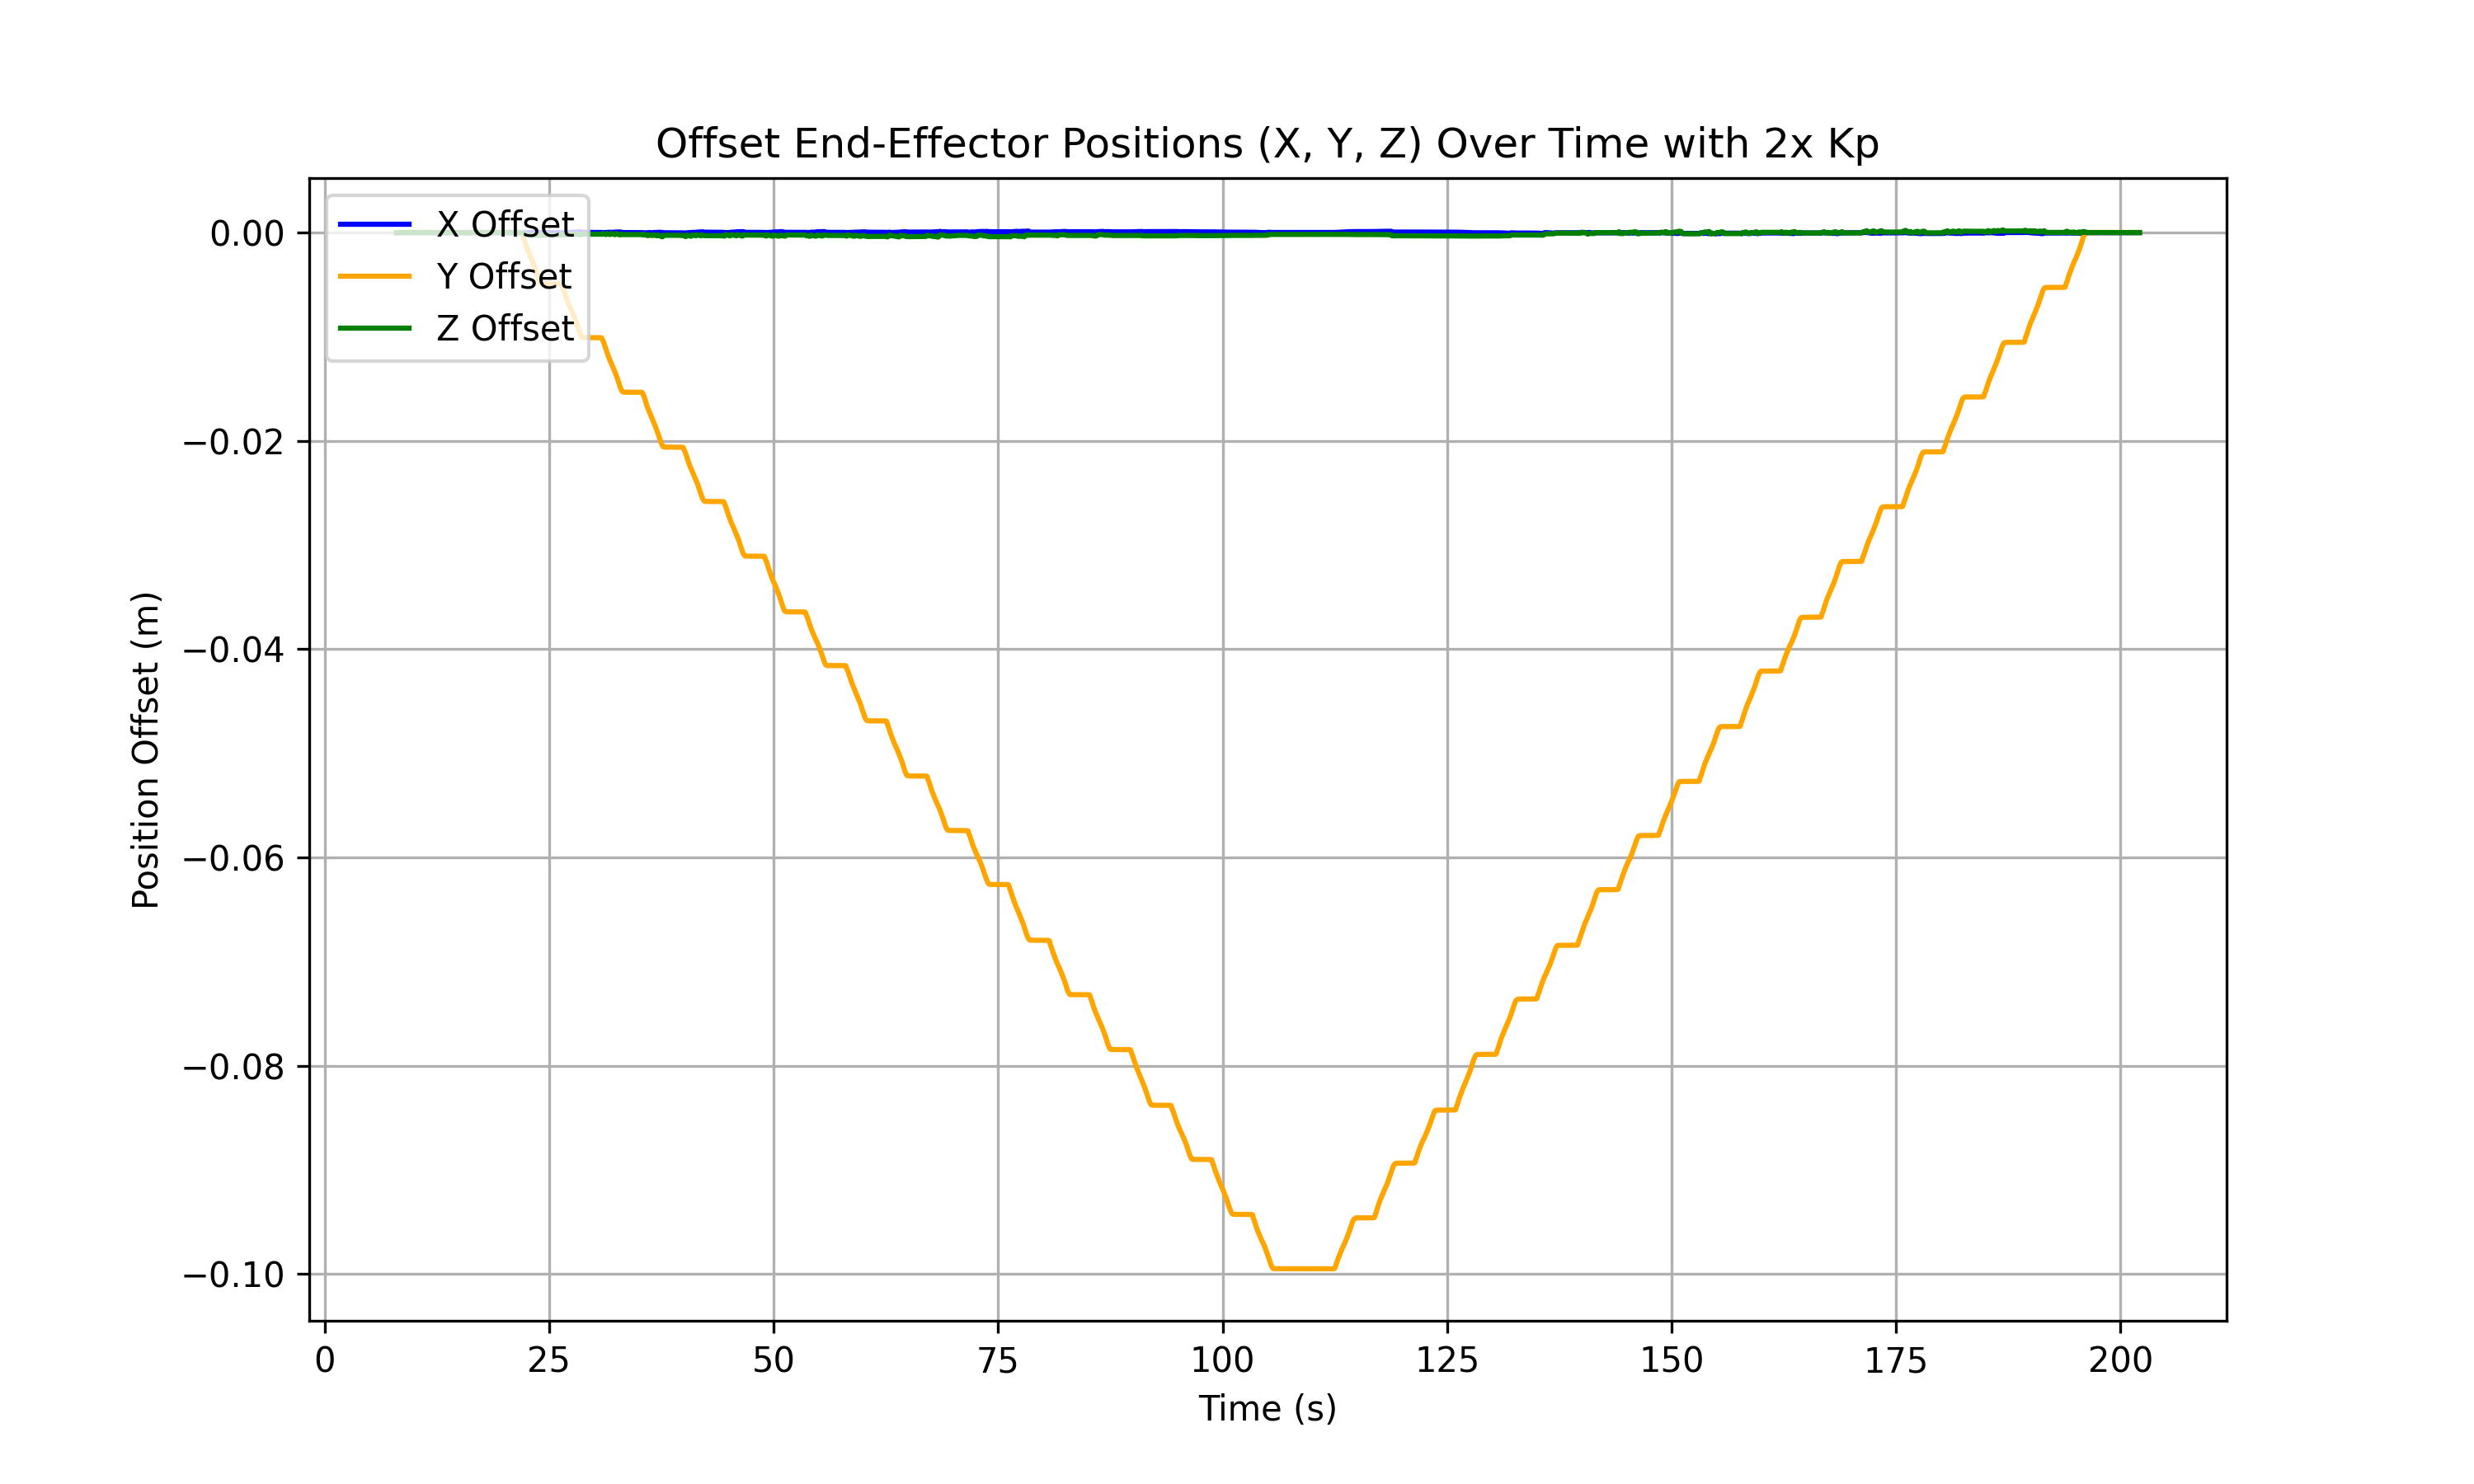 Offset End-Effector Positions (X, Y, Z) Over Time with 2x Kp
X Offset
Y Offset
Z Offset
0.00
−0.02
−0.04
−0.06
−0.08
−0.10
Position Offset (m)
0 25 50 75 100 125 150 175 200
Time (s)